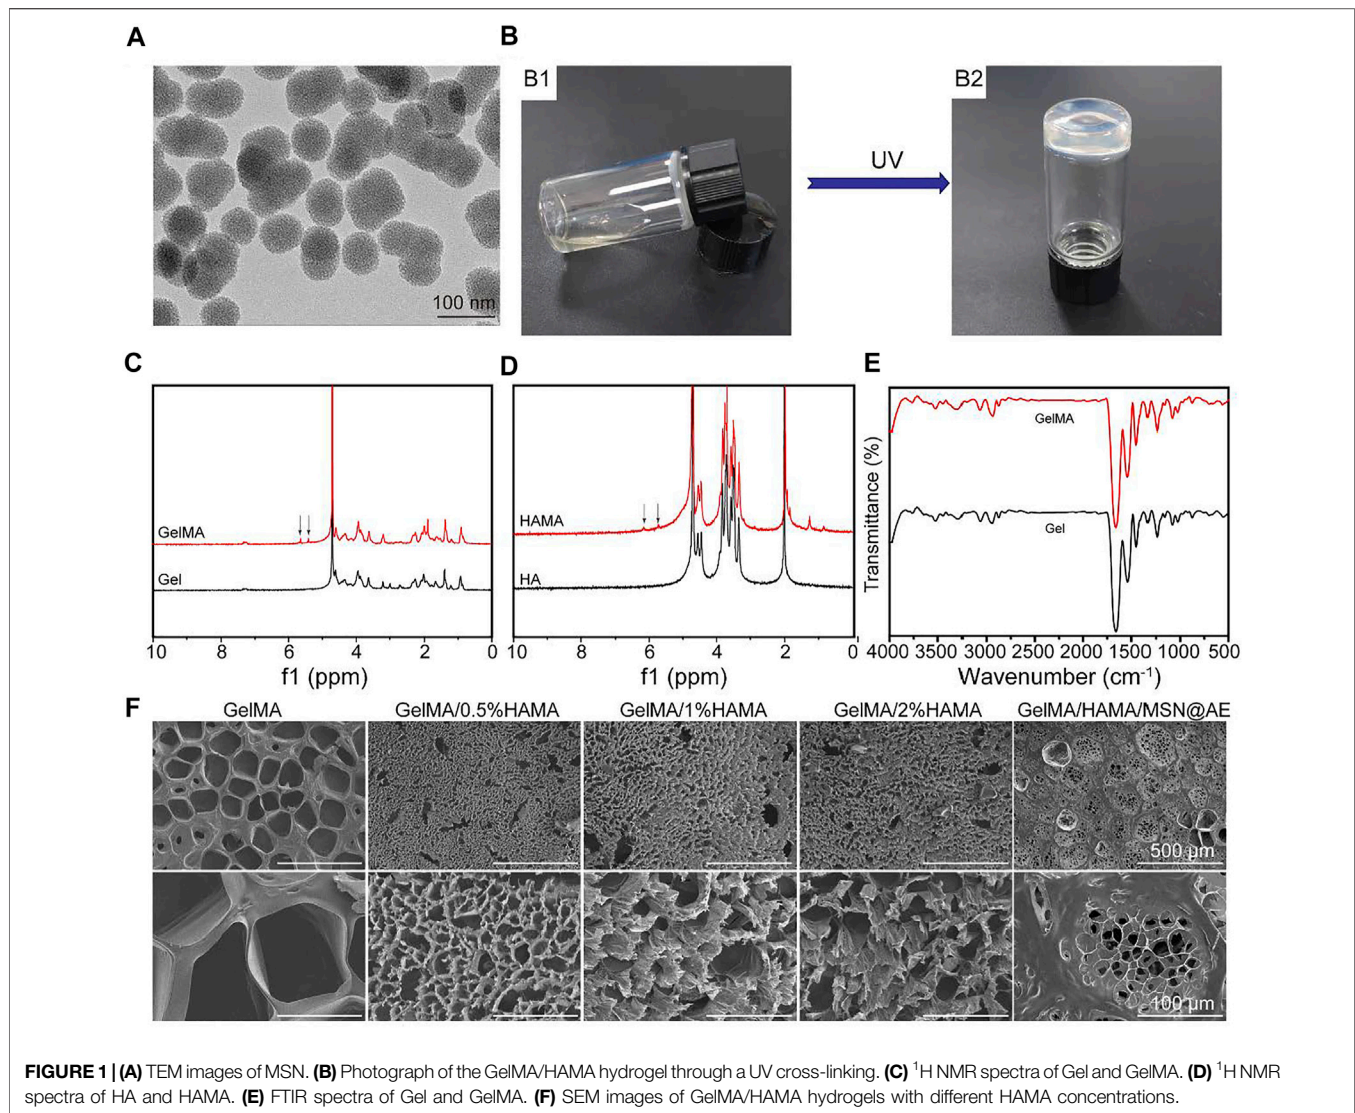 A
B
B1
B2
UV
100 nm
C
D
E
GelMA
Gel
10 8 6 4 2 0
f1 (ppm)
HAMA
HA
10 8 6 4 2 0
f1 (ppm)
Transmittance (%)
GelMA
Gel
4000 3500 3000 2500 2000 1500 1000 500
Wavenumber (cm⁻¹)
F
GelMA GelMA/0.5%HAMA GelMA/1%HAMA GelMA/2%HAMA GelMA/HAMA/MSN@AE
500 µm
100 µm
FIGURE 1 | (A) TEM images of MSN. (B) Photograph of the GelMA/HAMA hydrogel through a UV cross-linking. (C) ¹H NMR spectra of Gel and GelMA. (D) ¹H NMR
spectra of HA and HAMA. (E) FTIR spectra of Gel and GelMA. (F) SEM images of GelMA/HAMA hydrogels with different HAMA concentrations.